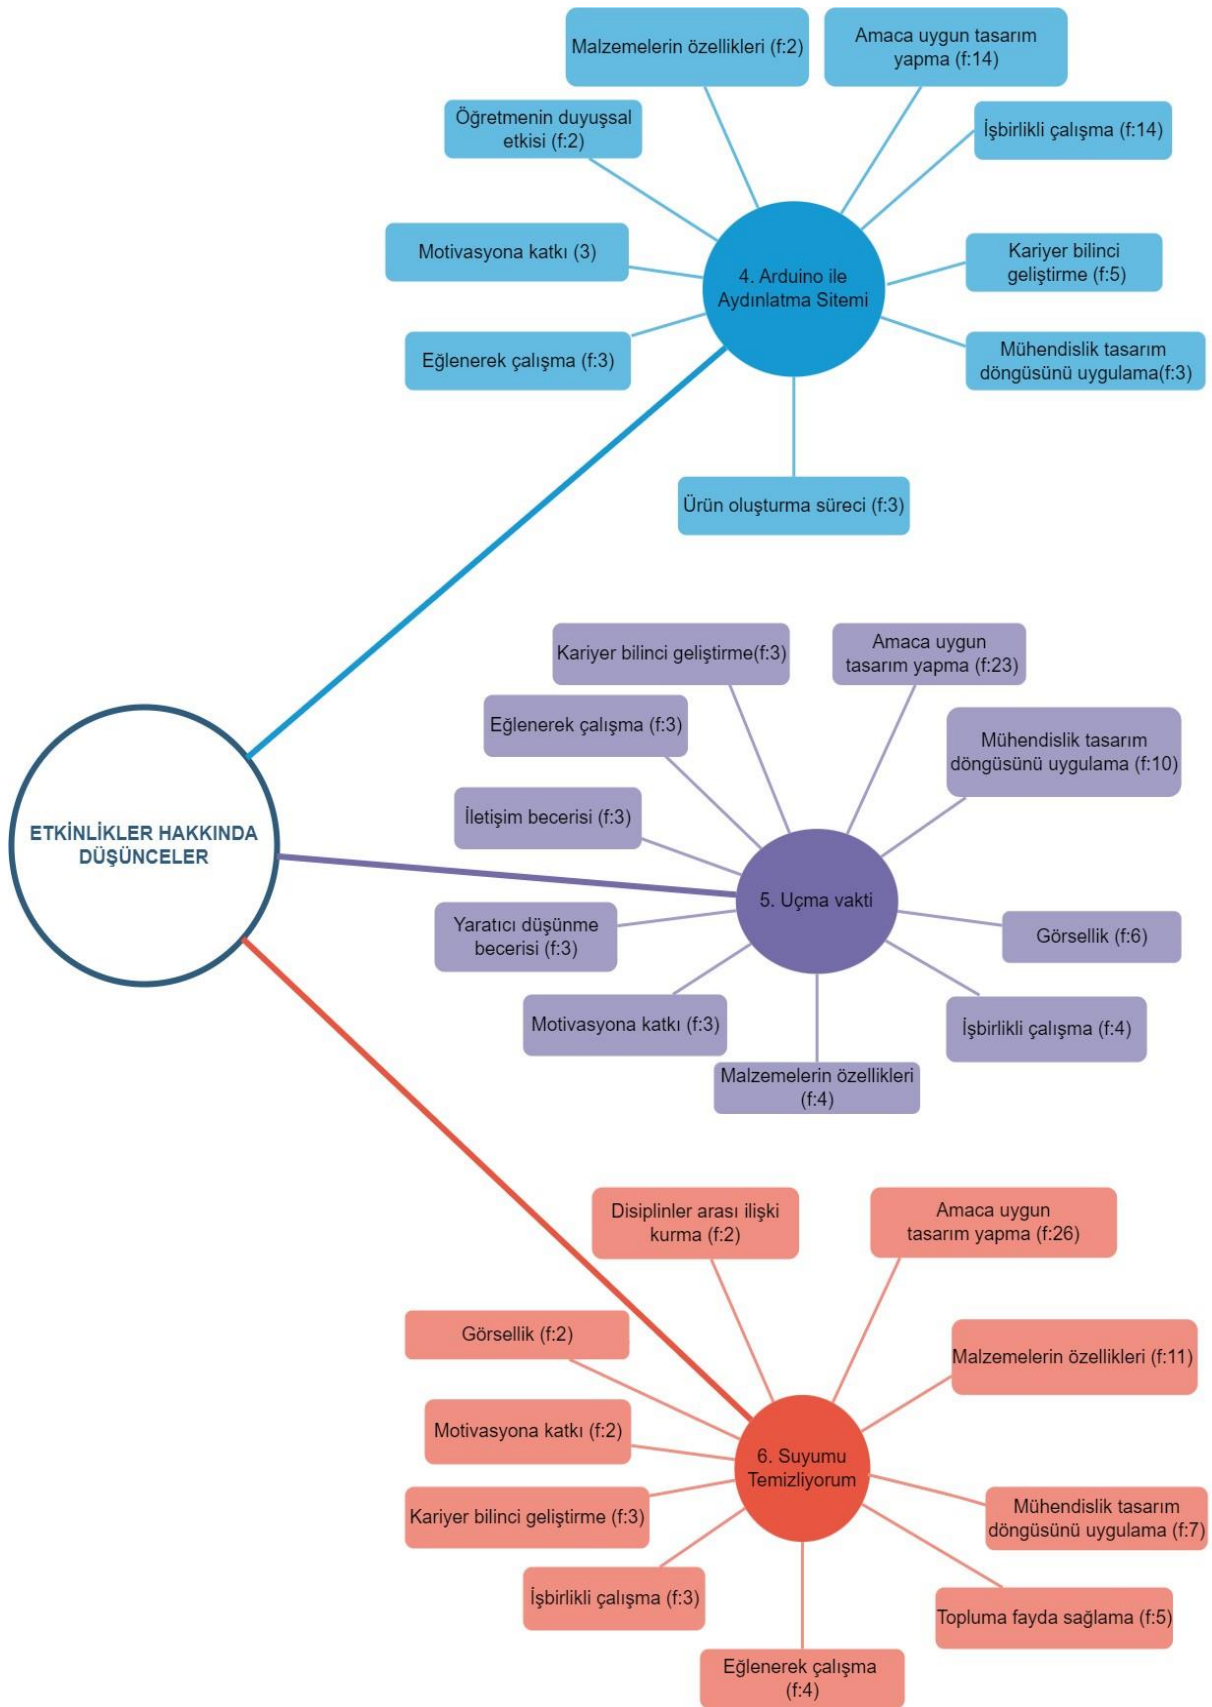 Malzemelerin özellikleri (f:2)
Amaca uygun tasarım
yapma (f:14)
Öğretmenin duyuşsal
etkisi (f:2)
İşbirlikli çalışma (f:14)
Motivasyona katkı (3)
Kariyer bilinci
geliştirme (f:5)
4. Arduino ile
Aydınlatma Sitemi
Eğlenerek çalışma (f:3)
Mühendislik tasarım
döngüsünü uygulama(f:3)
Ürün oluşturma süreci (f:3)
ETKİNLİKLER HAKKINDA
DÜŞÜNCELER
Kariyer bilinci geliştirme(f:3)
Amaca uygun
tasarım yapma (f:23)
Eğlenerek çalışma (f:3)
Mühendislik tasarım
döngüsünü uygulama (f:10)
İletişim becerisi (f:3)
5. Uçma vakti
Yaratıcı düşünme
becerisi (f:3)
Görsellik (f:6)
Motivasyona katkı (f:3)
İşbirlikli çalışma (f:4)
Malzemelerin özellikleri
(f:4)
Disiplinler arası ilişki
kurma (f:2)
Amaca uygun
tasarım yapma (f:26)
Görsellik (f:2)
Malzemelerin özellikleri (f:11)
Motivasyona katkı (f:2)
6. Suyumu
Temizliyorum
Kariyer bilinci geliştirme (f:3)
Mühendislik tasarım
döngüsünü uygulama (f:7)
İşbirlikli çalışma (f:3)
Topluma fayda sağlama (f:5)
Eğlenerek çalışma
(f:4)